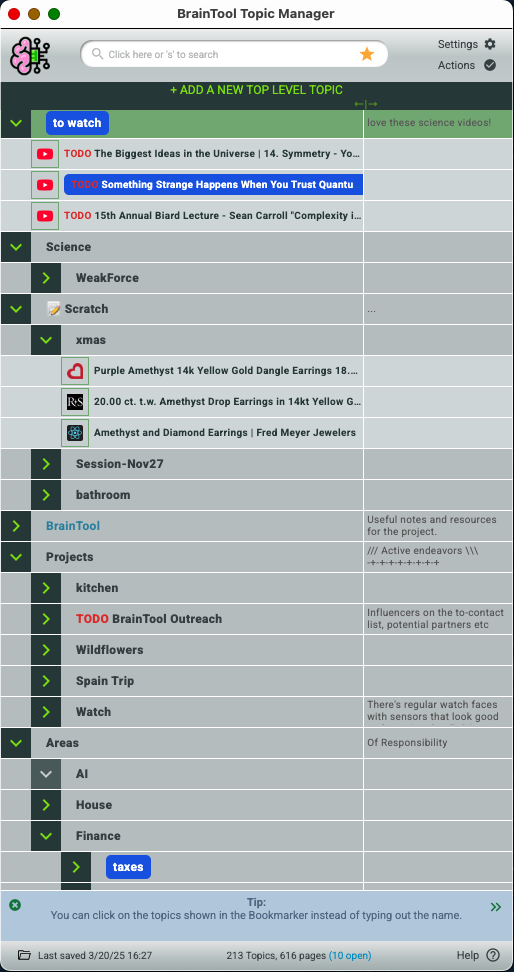 BrainTool Topic Manager
Click here or 's' to search
Settings
Actions
+ ADD A NEW TOP LEVEL TOPIC
←|→
to watch
love these science videos!
TODO The Biggest Ideas in the Universe | 14. Symmetry - Yo...
TODO Something Strange Happens When You Trust Quantu
TODO 15th Annual Biard Lecture - Sean Carroll "Complexity i...
Science
WeakForce
Scratch
...
xmas
Purple Amethyst 14k Yellow Gold Dangle Earrings 18....
R+S
20.00 ct. t.w. Amethyst Drop Earrings in 14kt Yellow G...
Amethyst and Diamond Earrings | Fred Meyer Jewelers
Session-Nov27
bathroom
BrainTool
Useful notes and resources
for the project.
Projects
/// Active endeavors \\\
-+-+-+-+-+-+-+-+
kitchen
TODO BrainTool Outreach
Influencers on the to-contact
list, potential partners etc
Wildflowers
Spain Trip
Watch
There's regular watch faces
with sensors that look good
Areas
Of Responsibility
AI
House
Finance
taxes
Tip:
You can click on the topics shown in the Bookmarker instead of typing out the name.
Last saved 3/20/25 16:27
213 Topics, 616 pages (10 open)
Help